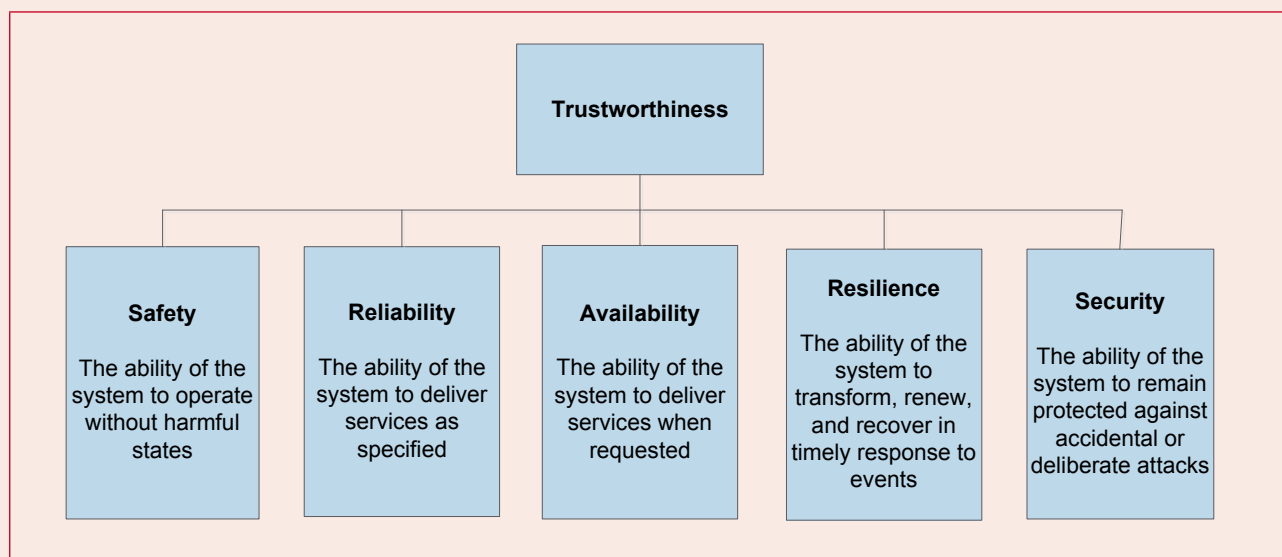 Trustworthiness
Safety
The ability of the
system to operate
without harmful
states
Reliability
The ability of the
system to deliver
services as
specified
Availability
The ability of the
system to deliver
services when
requested
Resilience
The ability of the
system to
transform, renew,
and recover in
timely response to
events
Security
The ability of the
system to remain
protected against
accidental or
deliberate attacks